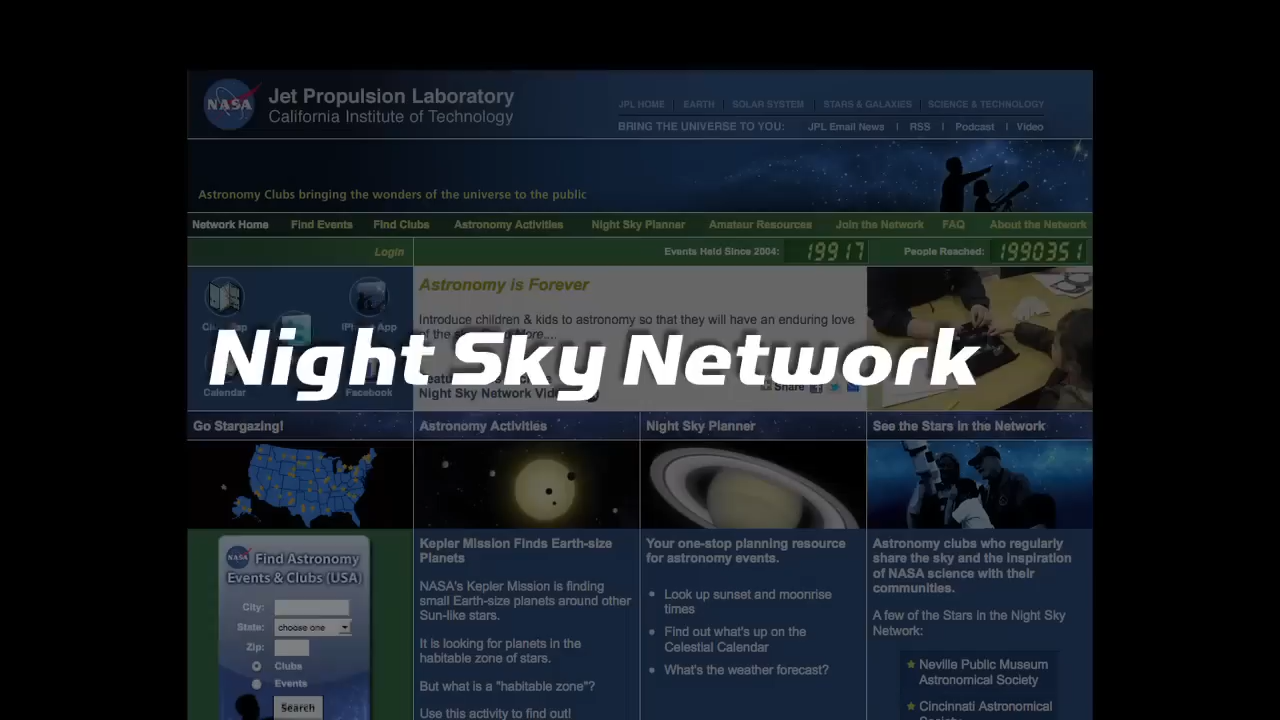 NASA
Jet Propulsion Laboratory
California Institute of Technology
JPL HOME EARTH SOLAR SYSTEM STARS & GALAXIES SCIENCE & TECHNOLOGY
BRING THE UNIVERSE TO YOU: JPL Email News RSS Podcast Video
Astronomy Clubs bringing the wonders of the universe to the public
Network Home Find Events Find Clubs Astronomy Activities Night Sky Planner Amateur Resources Join the Network FAQ About the Network
Login
Events Held Since 2004: 19917 People Reached: 1990351
Astronomy is Forever
Introduce children & kids to astronomy so that they will have an enduring love
of the
App
Night Sky Network
Share
Calendar
Facebook
Night Sky Network
Go Stargazing!
Astronomy Activities
Night Sky Planner
See the Stars in the Network
NASA
Find Astronomy
Events & Clubs (USA)
City:
State: choose one
Zip:
Clubs
Events
Search
Kepler Mission Finds Earth-size
Planets
NASA's Kepler Mission is finding
small Earth-size planets around other
Sun-like stars.
It is looking for planets in the
habitable zone of stars.
But what is a "habitable zone"?
Use this activity to find out!
Your one-stop planning resource
for astronomy events.
Look up sunset and moonrise
times
Find out what's up on the
Celestial Calendar
What's the weather forecast?
Astronomy clubs who regularly
share the sky and the inspiration
of NASA science with their
communities.
A few of the Stars in the Night Sky
Network:
Neville Public Museum
Astronomical Society
Cincinnati Astronomical